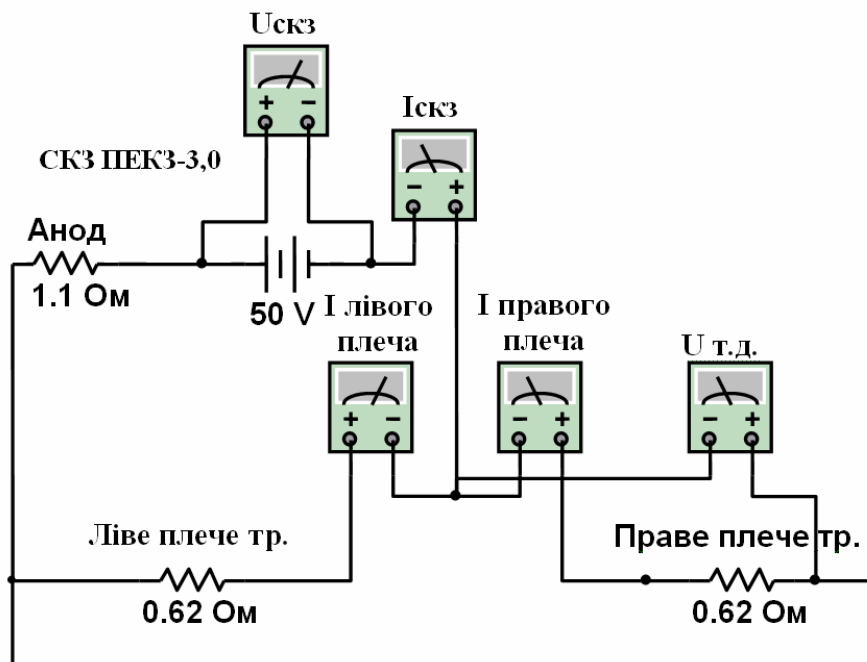 Uскз
+ −
Iскз
− +
СКЗ ПЕКЗ-3,0
Анод
1.1 Ом
50 V
I лівого
плеча
+ −
I правого
плеча
− +
U т.д.
− +
Ліве плече тр.
0.62 Ом
Праве плече тр.
0.62 Ом